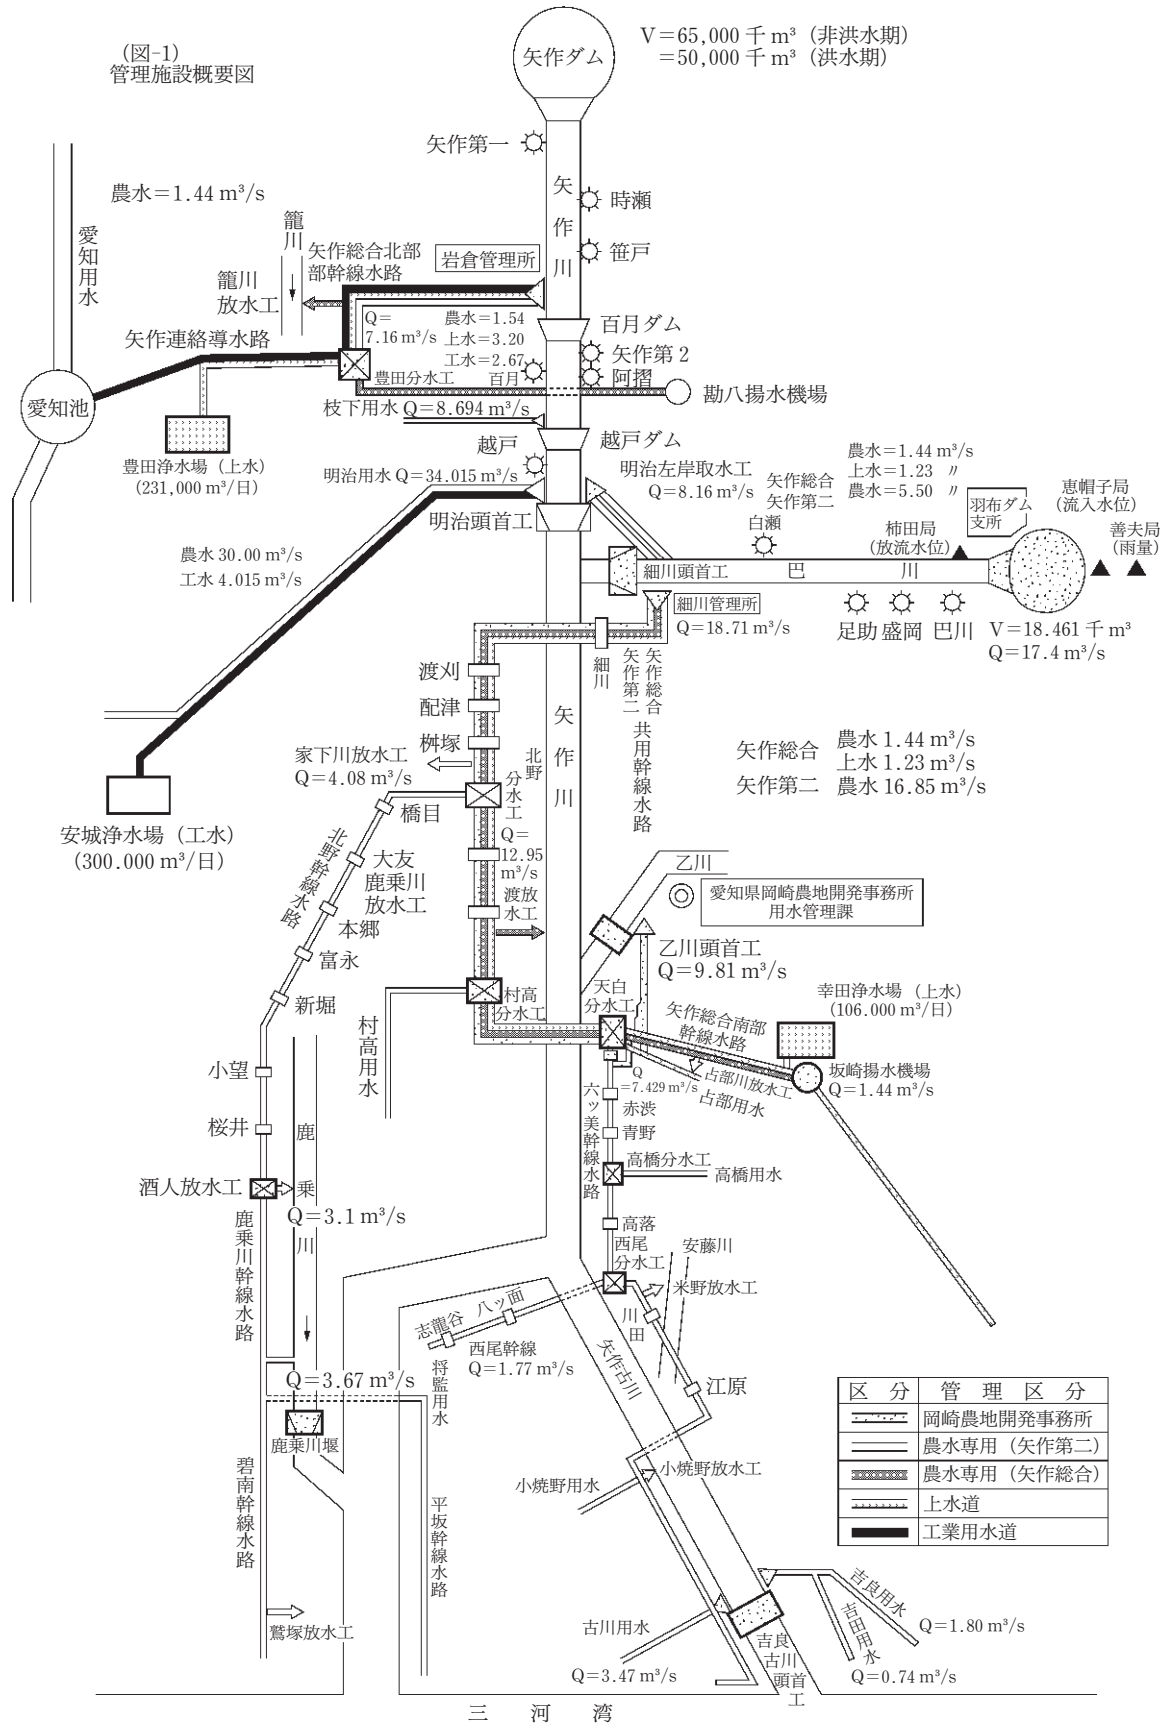 (図-1)
管理施設概要図
矢作ダム
V＝65,000 千 m³（非洪水期）
＝50,000 千 m³（洪水期）
矢作第一
矢作川
時瀬
笹戸
農水＝1.44 m³/s
愛知用水
籠川
矢作総合北部
部幹線水路
岩倉管理所
籠川
放水工
矢作連絡導水路
Q＝
7.16 m³/s
農水＝1.54
上水＝3.20
工水＝2.67
百月ダム
矢作第 2
阿摺
百月
豊田分水工
勘八揚水機場
愛知池
枝下用水 Q＝8.694 m³/s
豊田浄水場（上水）
(231,000 m³/日)
越戸
越戸ダム
明治用水 Q＝34.015 m³/s
明治頭首工
明治左岸取水工
Q＝8.16 m³/s
矢作総合
矢作第二
農水＝1.44 m³/s
上水＝1.23 〃
農水＝5.50 〃
白瀬
柿田局
(放流水位)
羽布ダム
支所
恵帽子局
(流入水位)
善夫局
(雨量)
農水 30.00 m³/s
工水 4.015 m³/s
細川頭首工
巴川
細川管理所
Q＝18.71 m³/s
足助
盛岡
巴川
V＝18.461 千 m³
Q＝17.4 m³/s
細川
矢作総合
矢作第二
共用幹線水路
渡刈
配津
桝塚
矢作川
矢作総合 農水 1.44 m³/s
上水 1.23 m³/s
矢作第二 農水 16.85 m³/s
家下川放水工
Q＝4.08 m³/s
北野
分水工
安城浄水場（工水）
(300.000 m³/日)
橋目
北野幹線水路
大友
鹿乗川
放水工
本郷
富永
新堀
Q＝
12.95
m³/s
渡放
水工
乙川
愛知県岡崎農地開発事務所
用水管理課
乙川頭首工
Q＝9.81 m³/s
村高
分水工
村高用水
天白
分水工
矢作総合南部
幹線水路
幸田浄水場（上水）
(106.000 m³/日)
坂崎揚水機場
Q＝1.44 m³/s
占部川放水工
占部用水
Q
＝7.429 m³/s
小望
桜井
鹿乗川
酒人放水工
Q＝3.1 m³/s
六ッ美幹線水路
赤渋
青野
高橋分水工
高橋用水
高落
西尾
分水工
安藤川
米野放水工
川田
鹿乗川幹線水路
志龍谷
八ッ面
西尾幹線
Q＝1.77 m³/s
矢作古川
江原
Q＝3.67 m³/s
将監用水
鹿乗川堰
碧南幹線水路
平坂幹線水路
小焼野放水工
小焼野用水
区分 管理区分
岡崎農地開発事務所
農水専用（矢作第二）
農水専用（矢作総合）
上水道
工業用水道
鷲塚放水工
古川用水
Q＝3.47 m³/s
吉良
古川
頭首工
吉良用水
Q＝1.80 m³/s
吉田用水
Q＝0.74 m³/s
三河湾